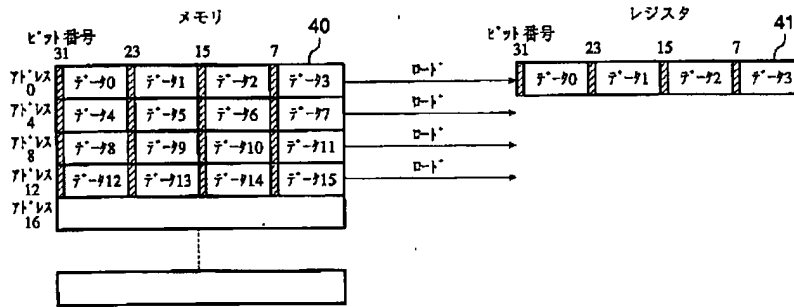 メモリ
ビット番号
31 23 15 7 40
アドレス0 データ0 データ1 データ2 データ3 ロード
アドレス4 データ4 データ5 データ6 データ7 ロード
アドレス8 データ8 データ9 データ10 データ11 ロード
アドレス12 データ12 データ13 データ14 データ15 ロード
アドレス16
レジスタ
ビット番号
31 23 15 7 41
データ0 データ1 データ2 データ3